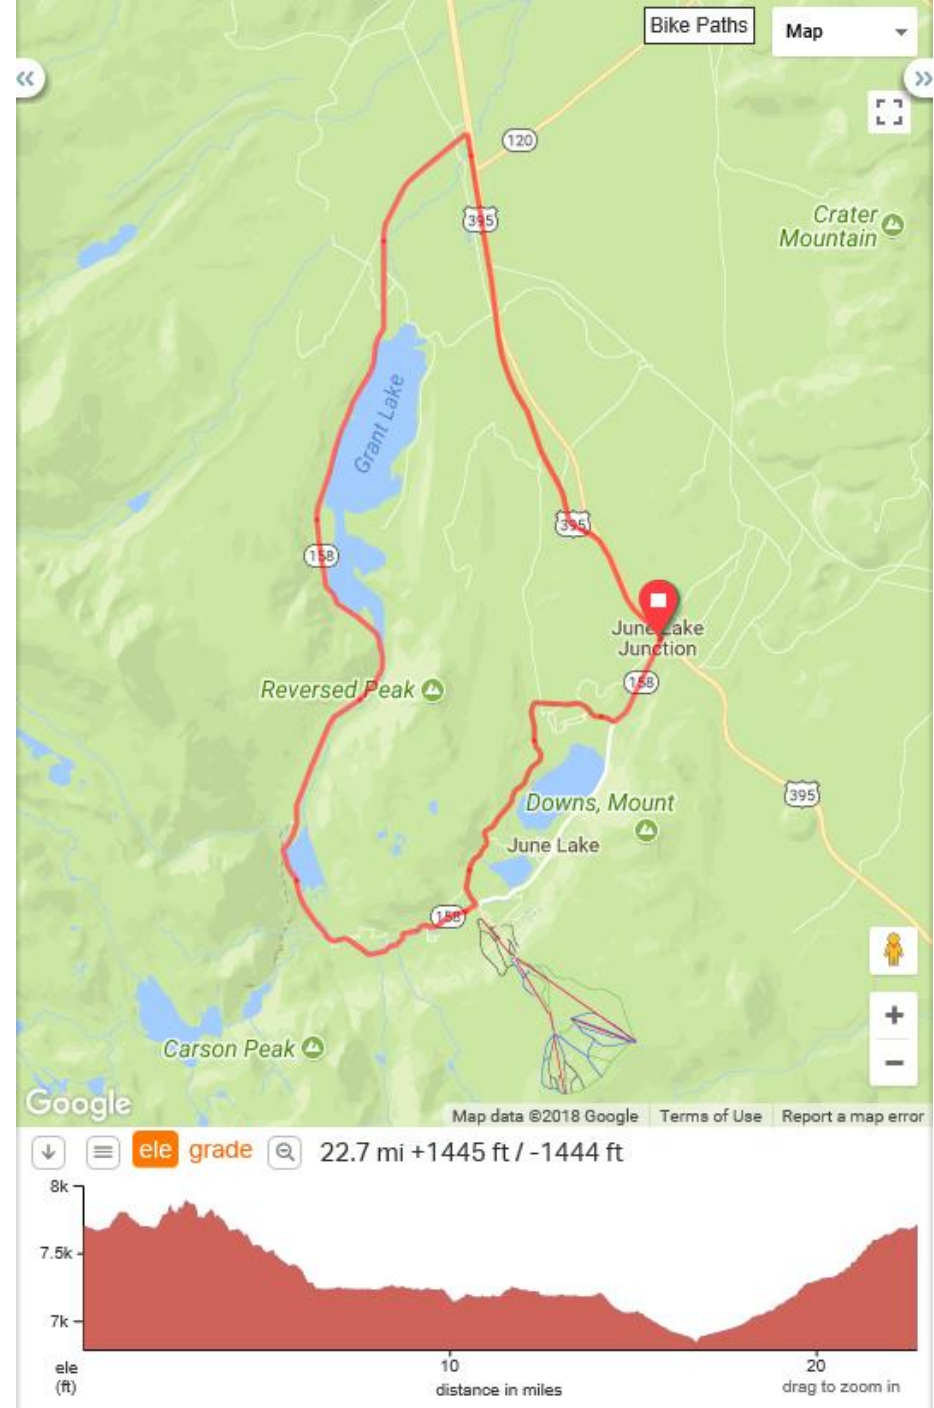 Bike Paths
Map
«
»
120
395
Crater
Mountain
Grant Lake
395
158
June Lake
Junction
158
Reversed Peak
395
Downs, Mount
June Lake
158
Carson Peak
+
−
Google
Map data ©2018 Google
Terms of Use
Report a map error
ele grade 22.7 mi +1445 ft / -1444 ft
8k
7.5k
7k
ele
(ft)
10
20
distance in miles
drag to zoom in